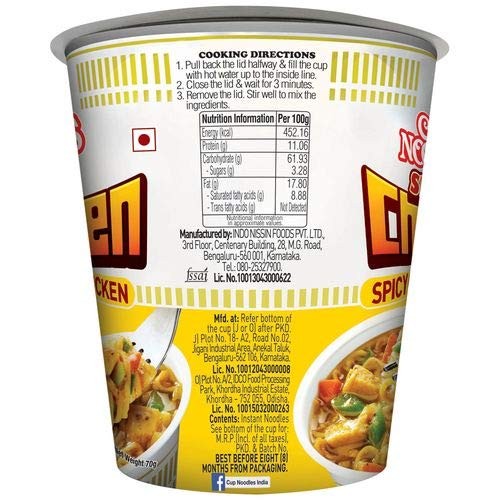 COOKING DIRECTIONS
1. Pull back the lid halfway & fill the cup
with hot water up to the inside line.
2. Close the lid & wait for 3 minutes.
3. Remove the lid. Stir well to mix the
ingredients.
Nutrition Information Per 100g
Energy (kcal) 452.16
Protein (g) 11.06
Carbohydrate (g) 61.93
- Sugars (g) 3.28
Fat (g) 17.80
- Saturated fatty acids (g) 8.88
- Trans fatty acids (g) Not Detected
Nutritional information
in approximate values.
Manufactured by: INDO NISSIN FOODS PVT. LTD.,
3rd Floor, Centenary Building, 28, M.G. Road,
Bengaluru-560 001, Karnataka.
TEL.: 080-25327900.
fssai Lic. No.10013043000622
CKEN
SPICY
Mfd. at: Refer bottom of
the cup (J or O) after PKD.
J) Plot No. 18- A2, Road No.02,
Jigani Industrial Area, Anekal Taluk,
Bengaluru-562 106, Karnataka.
Lic. No.10012043000008
O) Plot No. A2, IDCO Food Processing
Park, Khordha Industrial Estate,
Khordha - 752 055, Odisha.
Lic. No. 10015032000263
Contents: Instant Noodles
See bottom of the cup for:
M.R.P.(Incl. of all taxes),
PKD. & Batch No.
BEST BEFORE EIGHT (8)
MONTHS FROM PACKAGING.
Weight 70g
f Cup Noodles India